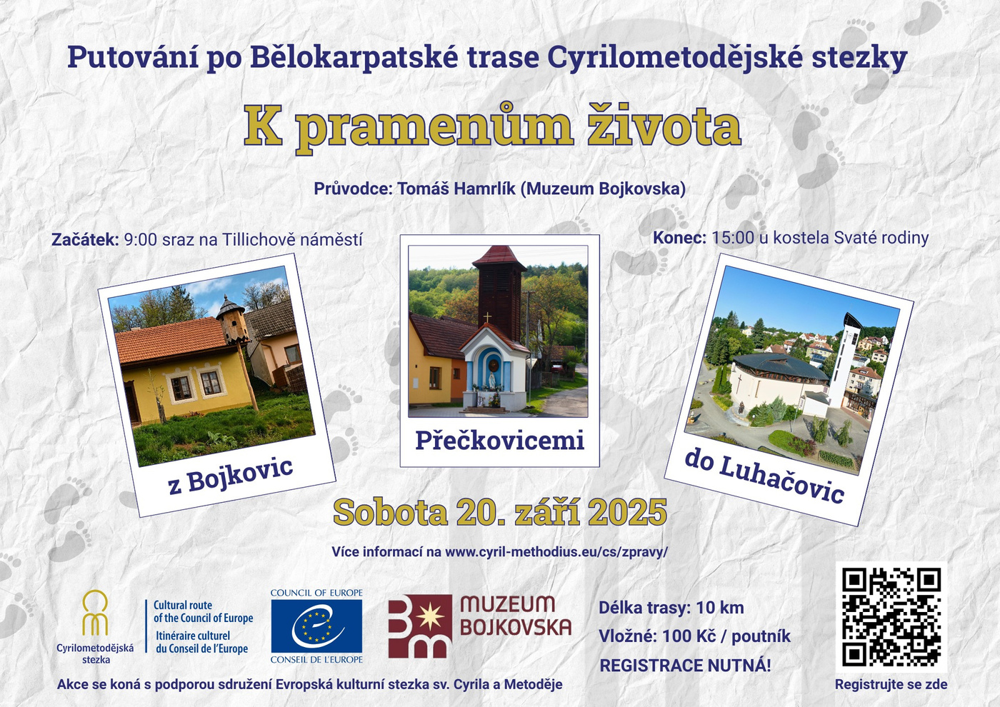 Putování po Bělokarpatské trase Cyrilometodějské stezky
K pramenům života
Průvodce: Tomáš Hamrlík (Muzeum Bojkovska)
Začátek: 9:00 sraz na Tillichově náměstí
Konec: 15:00 u kostela Svaté rodiny
z Bojkovic
Přečkovicemi
do Luhačovic
Sobota 20. září 2025
Více informací na www.cyril-methodius.eu/cs/zpravy/
Cyrilometodějská
stezka
Cultural route
of the Council of Europe
Itinéraire culturel
du Conseil de l'Europe
COUNCIL OF EUROPE
CONSEIL DE L'EUROPE
Bm
MUZEUM
BOJKOVSKA
Délka trasy: 10 km
Vložné: 100 Kč / poutník
REGISTRACE NUTNÁ!
Registrujte se zde
Akce se koná s podporou sdružení Evropská kulturní stezka sv. Cyrila a Metoděje